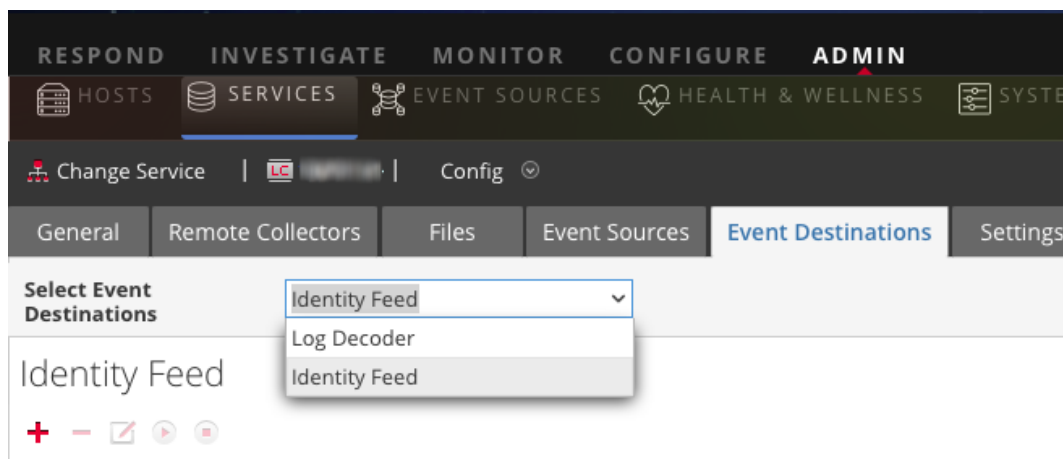 RESPOND INVESTIGATE MONITOR CONFIGURE ADMIN
HOSTS SERVICES EVENT SOURCES HEALTH & WELLNESS SYSTE
Change Service | LC | Config
General Remote Collectors Files Event Sources Event Destinations Settings
Select Event Identity Feed
Destinations
Log Decoder
Identity Feed
Identity Feed